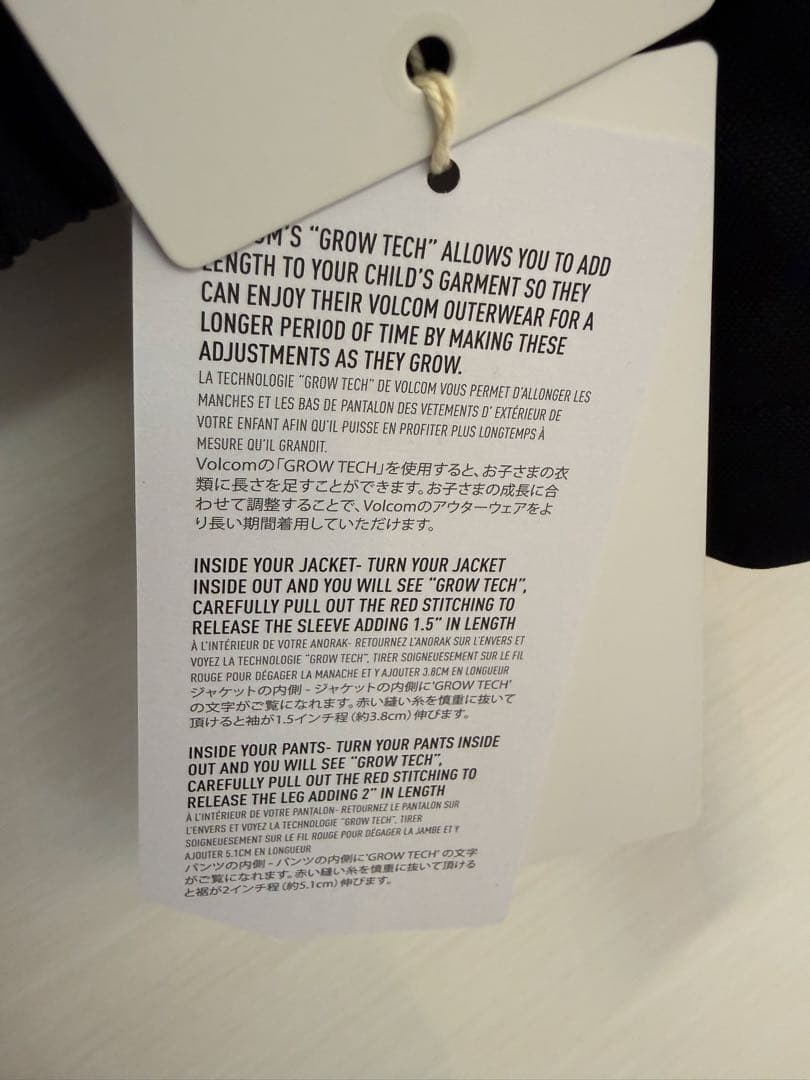 "GROW TECH" ALLOWS YOU TO ADD
LENGTH TO YOUR CHILD'S GARMENT SO THEY
CAN ENJOY THEIR VOLCOM OUTERWEAR FOR A
LONGER PERIOD OF TIME BY MAKING THESE
ADJUSTMENTS AS THEY GROW.
LA TECHNOLOGIE "GROW TECH" DE VOLCOM VOUS PERMET D'ALLONGER LES
MANCHES ET LES BAS DE PANTALON DES VETEMENTS D' EXTÉRIEUR DE
VOTRE ENFANT AFIN QU'IL PUISSE EN PROFITER PLUS LONGTEMPS À
MESURE QU'IL GRANDIT.
Volcomの「GROW TECH」を使用すると、お子さまの衣
類に長さを足すことができます。お子さまの成長に合
わせて調整することで、Volcomのアウターウェアをよ
り長い期間着用していただけます。
INSIDE YOUR JACKET- TURN YOUR JACKET
INSIDE OUT AND YOU WILL SEE "GROW TECH",
CAREFULLY PULL OUT THE RED STITCHING TO
RELEASE THE SLEEVE ADDING 1.5" IN LENGTH
À L'INTÉRIEUR DE VOTRE ANORAK- RETOURNEZ L'ANORAK SUR L'ENVERS ET
VOYEZ LA TECHNOLOGIE "GROW TECH", TIRER SOIGNEUESEMENT SUR LE FIL
ROUGE POUR DÉGAGER LA MANACHE ET Y AJOUTER 3.8CM EN LONGUEUR
ジャケットの内側 - ジャケットの内側に'GROW TECH'
の文字がご覧になれます。赤い縫い糸を慎重に抜いて
頂けると袖が1.5インチ程（約3.8cm）伸びます。
INSIDE YOUR PANTS- TURN YOUR PANTS INSIDE
OUT AND YOU WILL SEE "GROW TECH",
CAREFULLY PULL OUT THE RED STITCHING TO
RELEASE THE LEG ADDING 2" IN LENGTH
À L'INTÉRIEUR DE VOTRE PANTALON- RETOURNEZ LE PANTALON SUR
L'ENVERS ET VOYEZ LA TECHNOLOGIE "GROW TECH", TIRER
SOIGNEUESEMENT SUR LE FIL ROUGE POUR DÉGAGER LA JAMBE ET Y
AJOUTER 5.1CM EN LONGUEUR
パンツの内側 - パンツの内側に'GROW TECH' の文字
がご覧になれます。赤い縫い糸を慎重に抜いて頂ける
と裾が2インチ程（約5.1cm）伸びます。